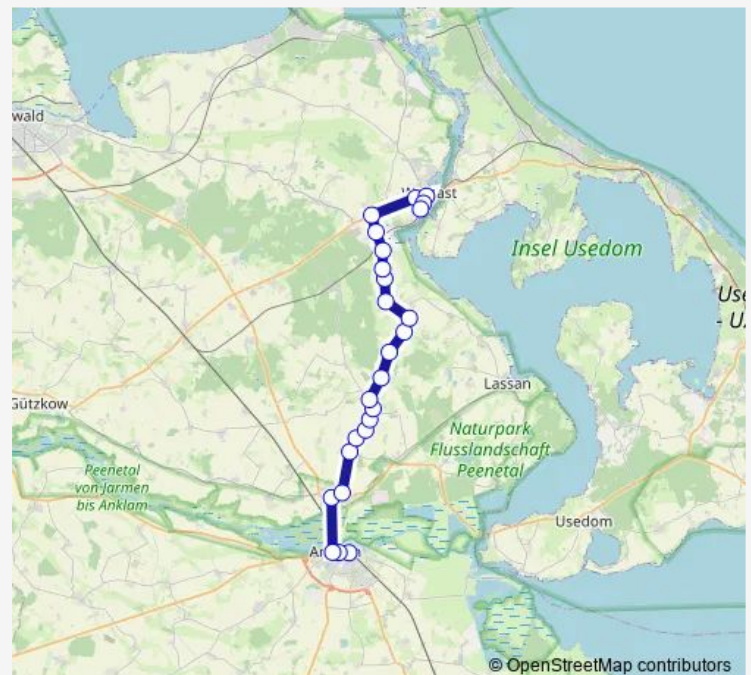 wald
Insel Usedom
Use
- U
Lassan
Gützkow
Naturpark
Flusslandschaft
Peenetal
Peenetal
von Jarmen
bis Anklam
Usedom
© OpenStreetMap contributors